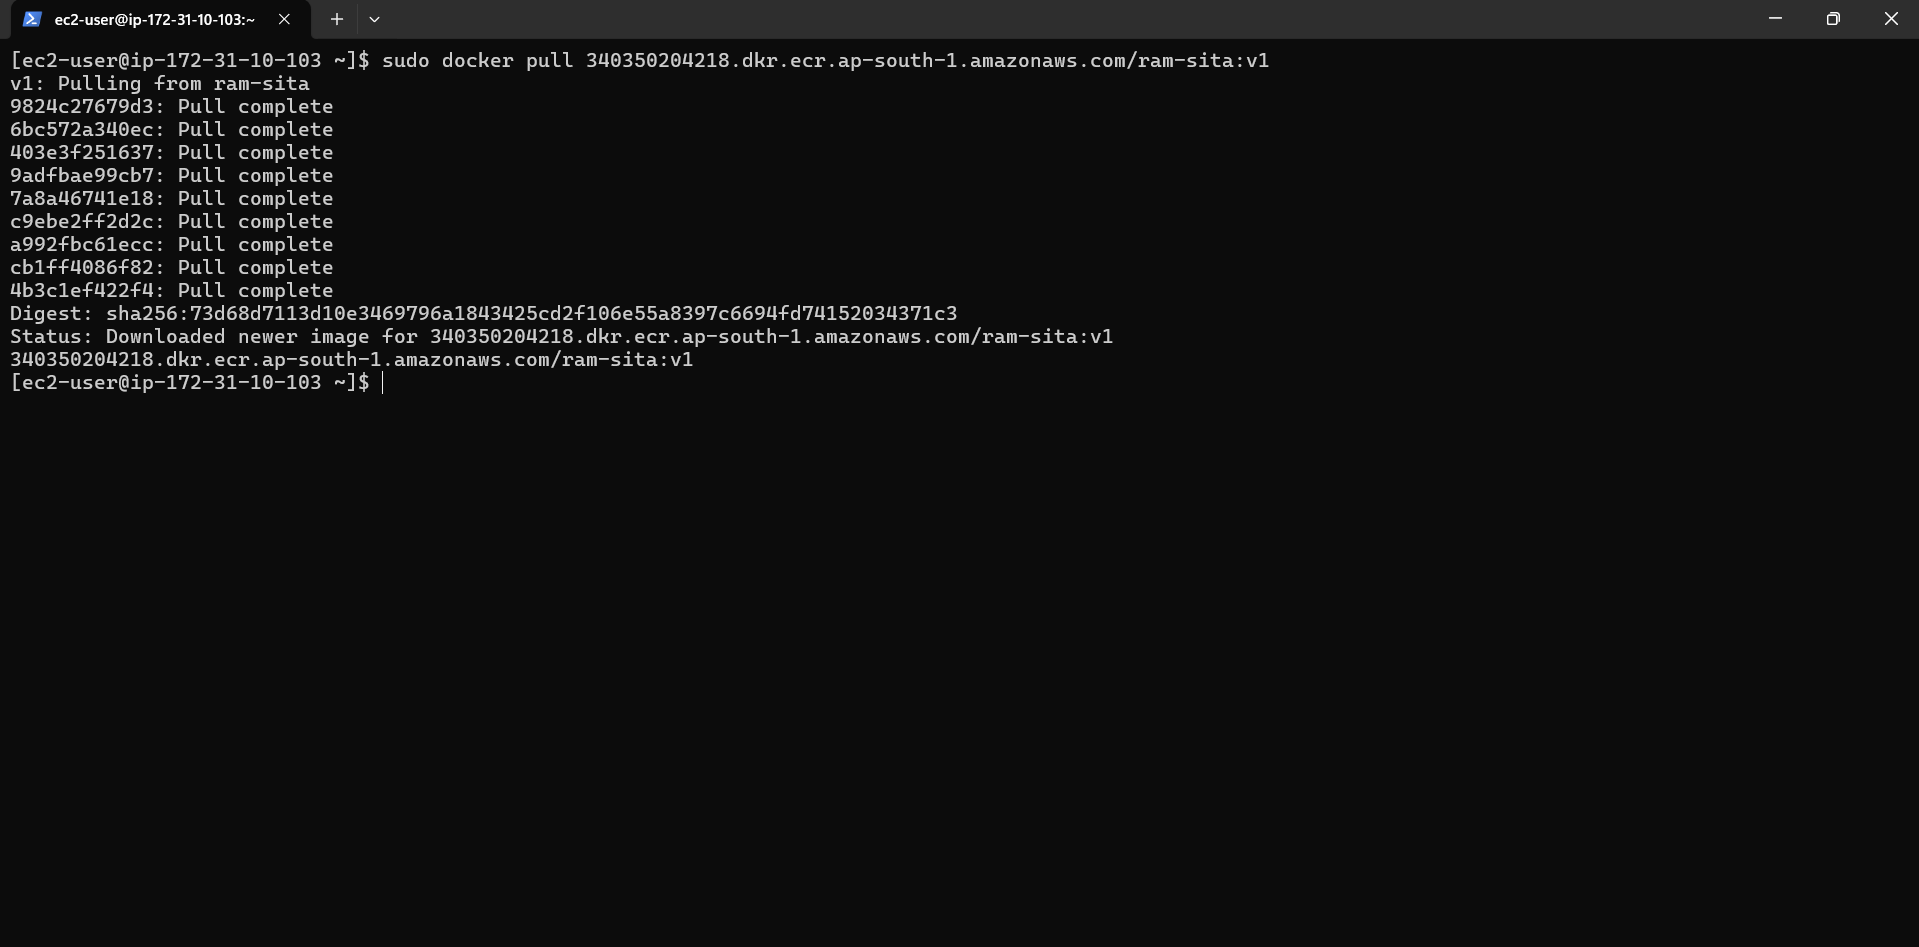 ec2-user@ip-172-31-10-103:~
[ec2-user@ip-172-31-10-103 ~]$ sudo docker pull 340350204218.dkr.ecr.ap-south-1.amazonaws.com/ram-sita:v1
v1: Pulling from ram-sita
9824c27679d3: Pull complete
6bc572a340ec: Pull complete
403e3f251637: Pull complete
9adfbae99cb7: Pull complete
7a8a46741e18: Pull complete
c9ebe2ff2d2c: Pull complete
a992fbc61ecc: Pull complete
cb1ff4086f82: Pull complete
4b3c1ef422f4: Pull complete
Digest: sha256:73d68d7113d10e3469796a1843425cd2f106e55a8397c6694fd74152034371c3
Status: Downloaded newer image for 340350204218.dkr.ecr.ap-south-1.amazonaws.com/ram-sita:v1
340350204218.dkr.ecr.ap-south-1.amazonaws.com/ram-sita:v1
[ec2-user@ip-172-31-10-103 ~]$